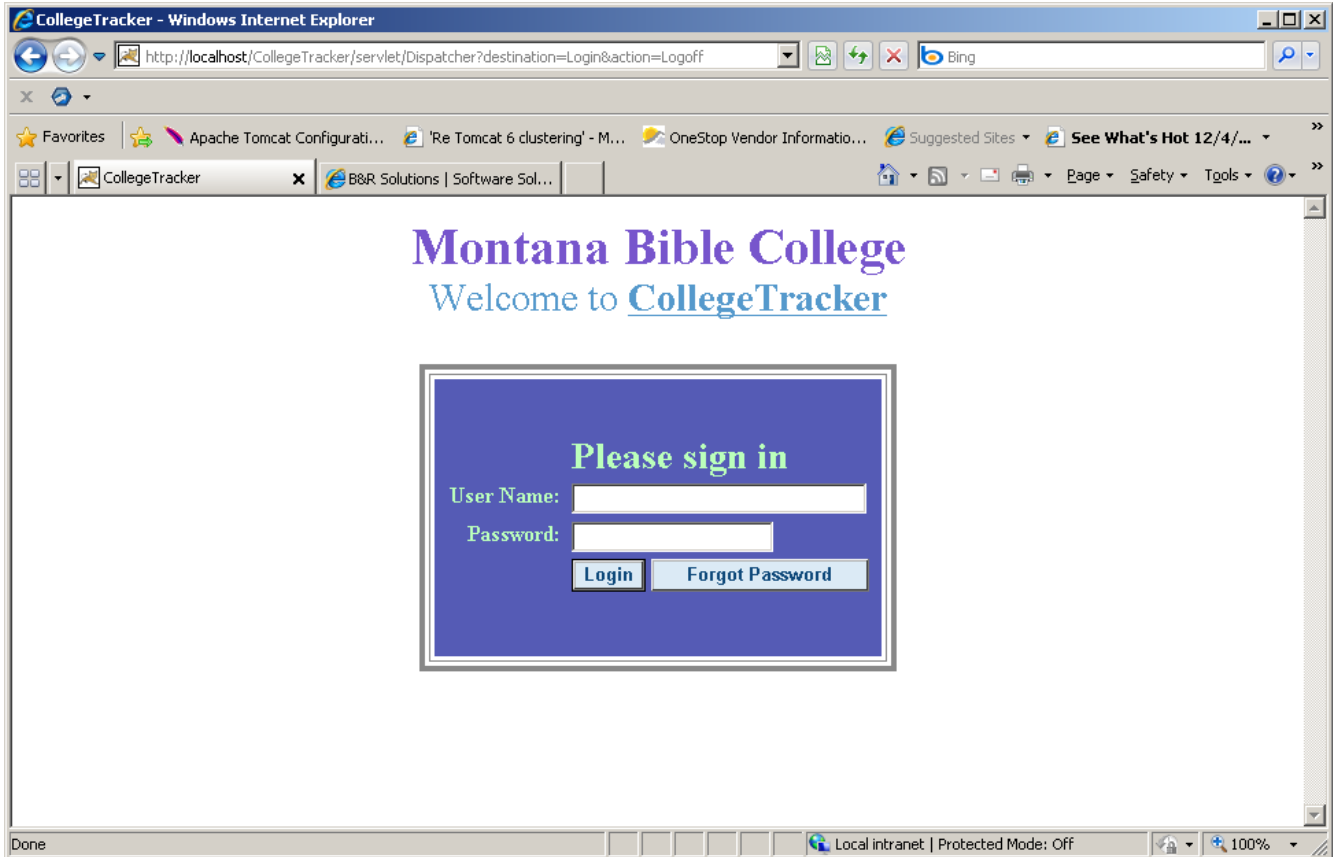 CollegeTracker - Windows Internet Explorer
http://localhost/CollegeTracker/servlet/Dispatcher?destination=Login&action=Logoff
Bing
Favorites Apache Tomcat Configurati... 'Re Tomcat 6 clustering' - M... OneStop Vendor Informatio... Suggested Sites See What's Hot 12/4/... »
CollegeTracker B&R Solutions | Software Sol... Page Safety Tools »
Montana Bible College
Welcome to CollegeTracker
Please sign in
User Name:
Password:
Login Forgot Password
Done Local intranet | Protected Mode: Off 100%